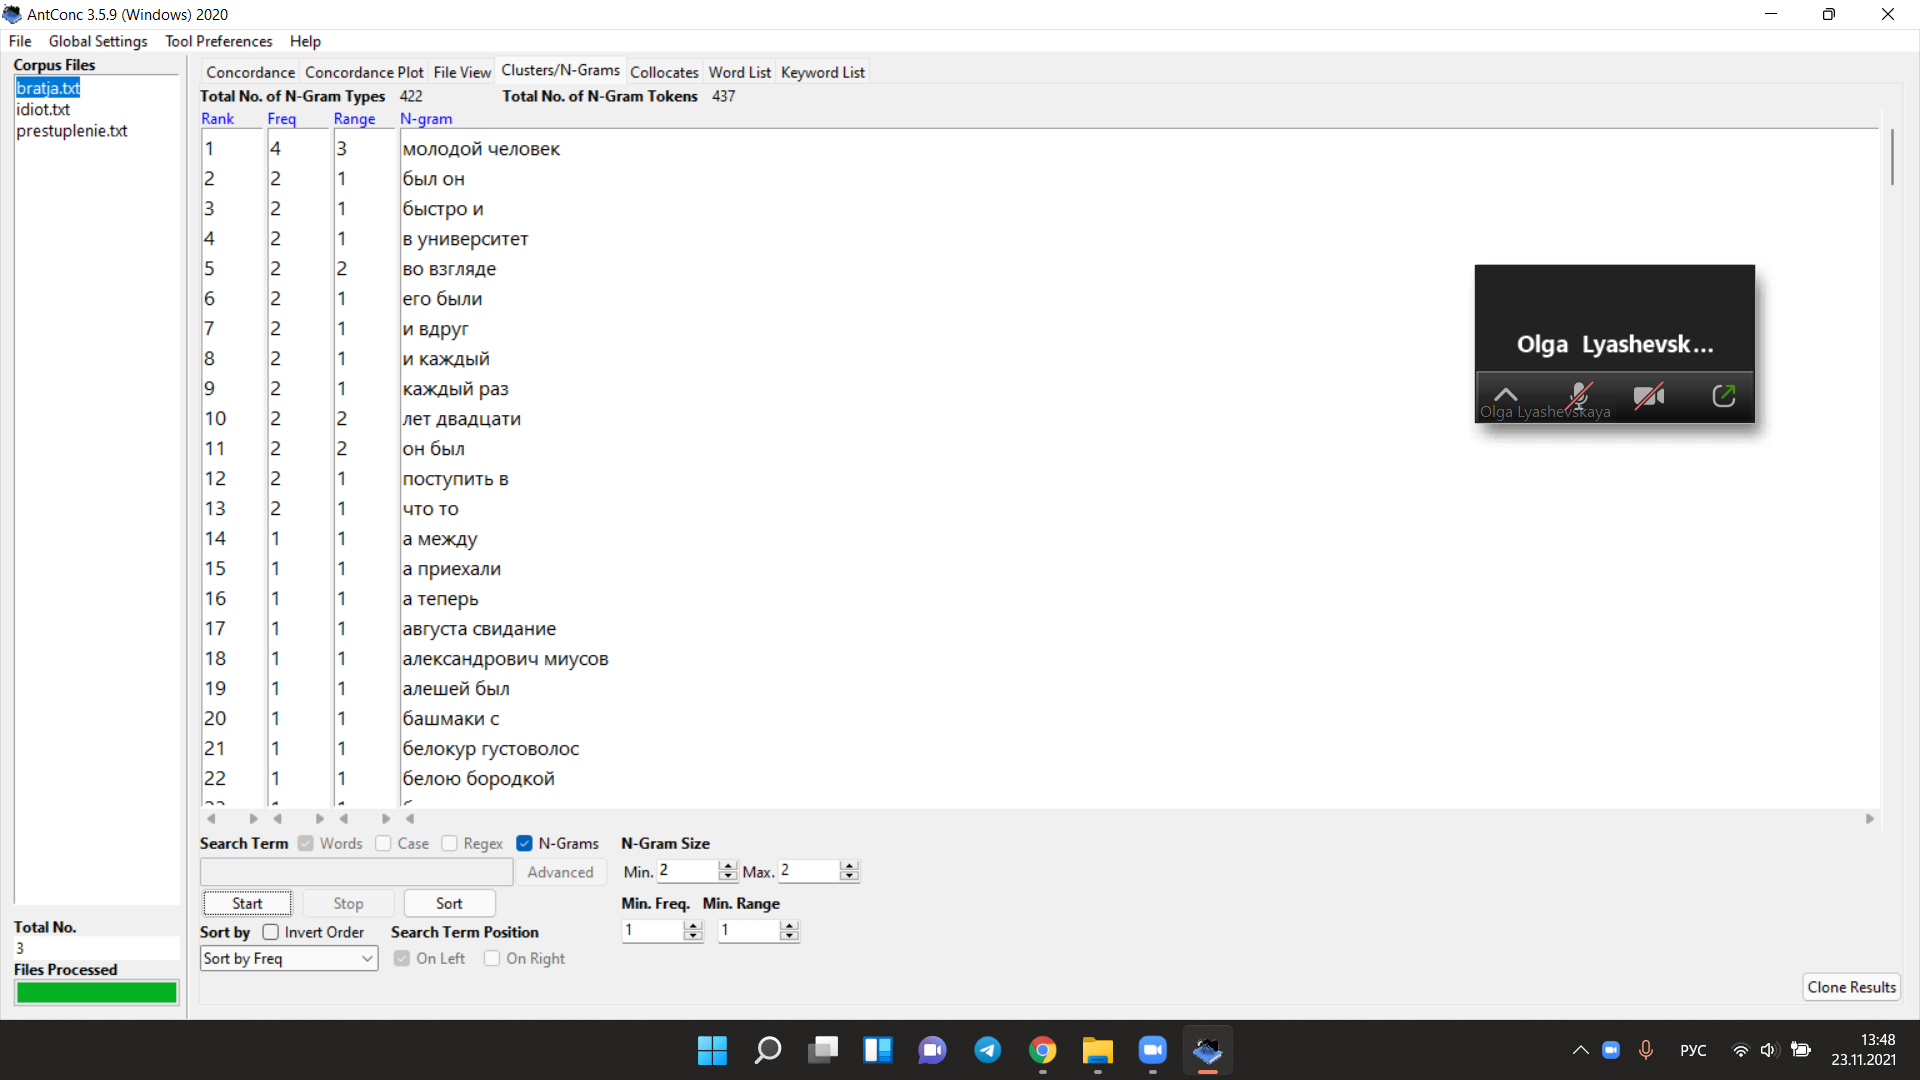 AntConc 3.5.9 (Windows) 2020
File Global Settings Tool Preferences Help
Corpus Files
bratja.txt
idiot.txt
prestuplenie.txt
Total No.
3
Files Processed
Concordance Concordance Plot File View Clusters/N-Grams Collocates Word List Keyword List
Total No. of N-Gram Types 422 Total No. of N-Gram Tokens 437
Rank Freq Range N-gram
1 4 3 молодой человек
2 2 1 был он
3 2 1 быстро и
4 2 1 в университет
5 2 2 во взгляде
6 2 1 его были
7 2 1 и вдруг
8 2 1 и каждый
9 2 1 каждый раз
10 2 2 лет двадцати
11 2 2 он был
12 2 1 поступить в
13 2 1 что то
14 1 1 а между
15 1 1 а приехали
16 1 1 а теперь
17 1 1 августа свидание
18 1 1 александрович миусов
19 1 1 алешей был
20 1 1 башмаки с
21 1 1 белокур густоволос
22 1 1 белою бородкой
Search Term Words Case Regex N-Grams N-Gram Size
Advanced Min. 2 Max. 2
Start Stop Sort Min. Freq. Min. Range
1 1
Sort by Invert Order Search Term Position
Sort by Freq On Left On Right
Clone Results
Olga Lyashevsk...
Olga Lyashevskaya
РУС
13:48
23.11.2021